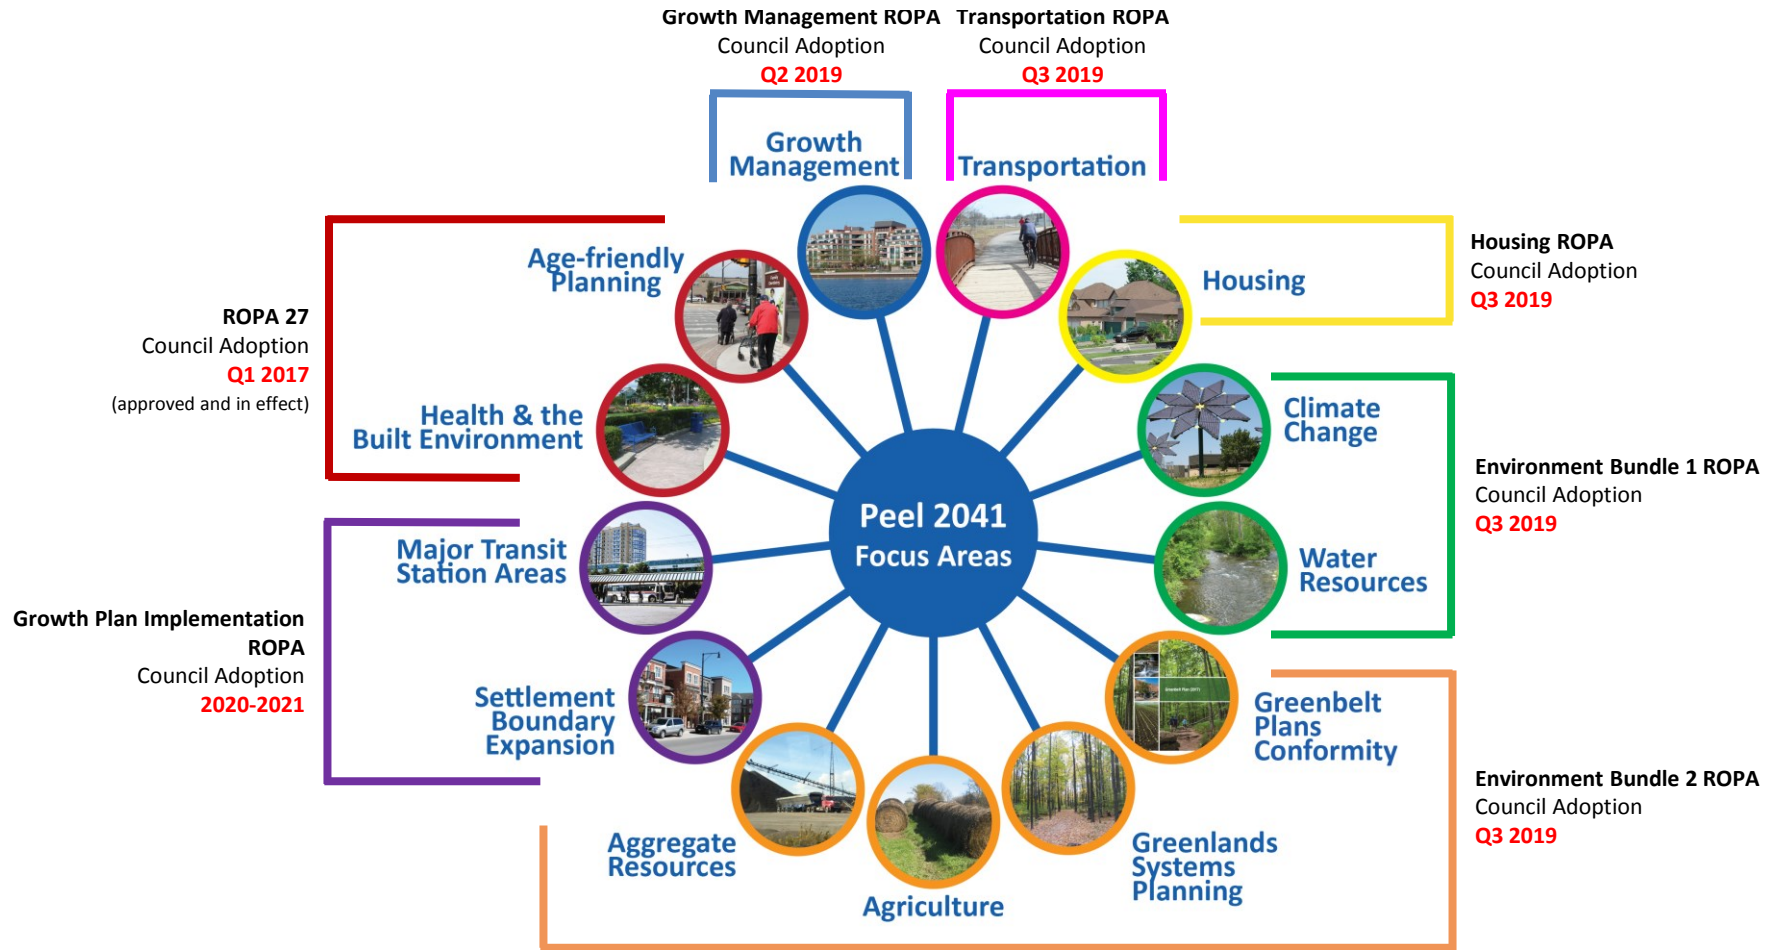 Growth Management ROPA
Council Adoption
Q2 2019
Transportation ROPA
Council Adoption
Q3 2019
Growth
Management
Transportation
Age-friendly
Planning
Housing
Housing ROPA
Council Adoption
Q3 2019
ROPA 27
Council Adoption
Q1 2017
(approved and in effect)
Health & the
Built Environment
Climate
Change
Environment Bundle 1 ROPA
Council Adoption
Q3 2019
Peel 2041
Focus Areas
Major Transit
Station Areas
Water
Resources
Growth Plan Implementation
ROPA
Council Adoption
2020-2021
Settlement
Boundary
Expansion
Greenbelt
Plans
Conformity
Environment Bundle 2 ROPA
Council Adoption
Q3 2019
Aggregate
Resources
Agriculture
Greenlands
Systems
Planning